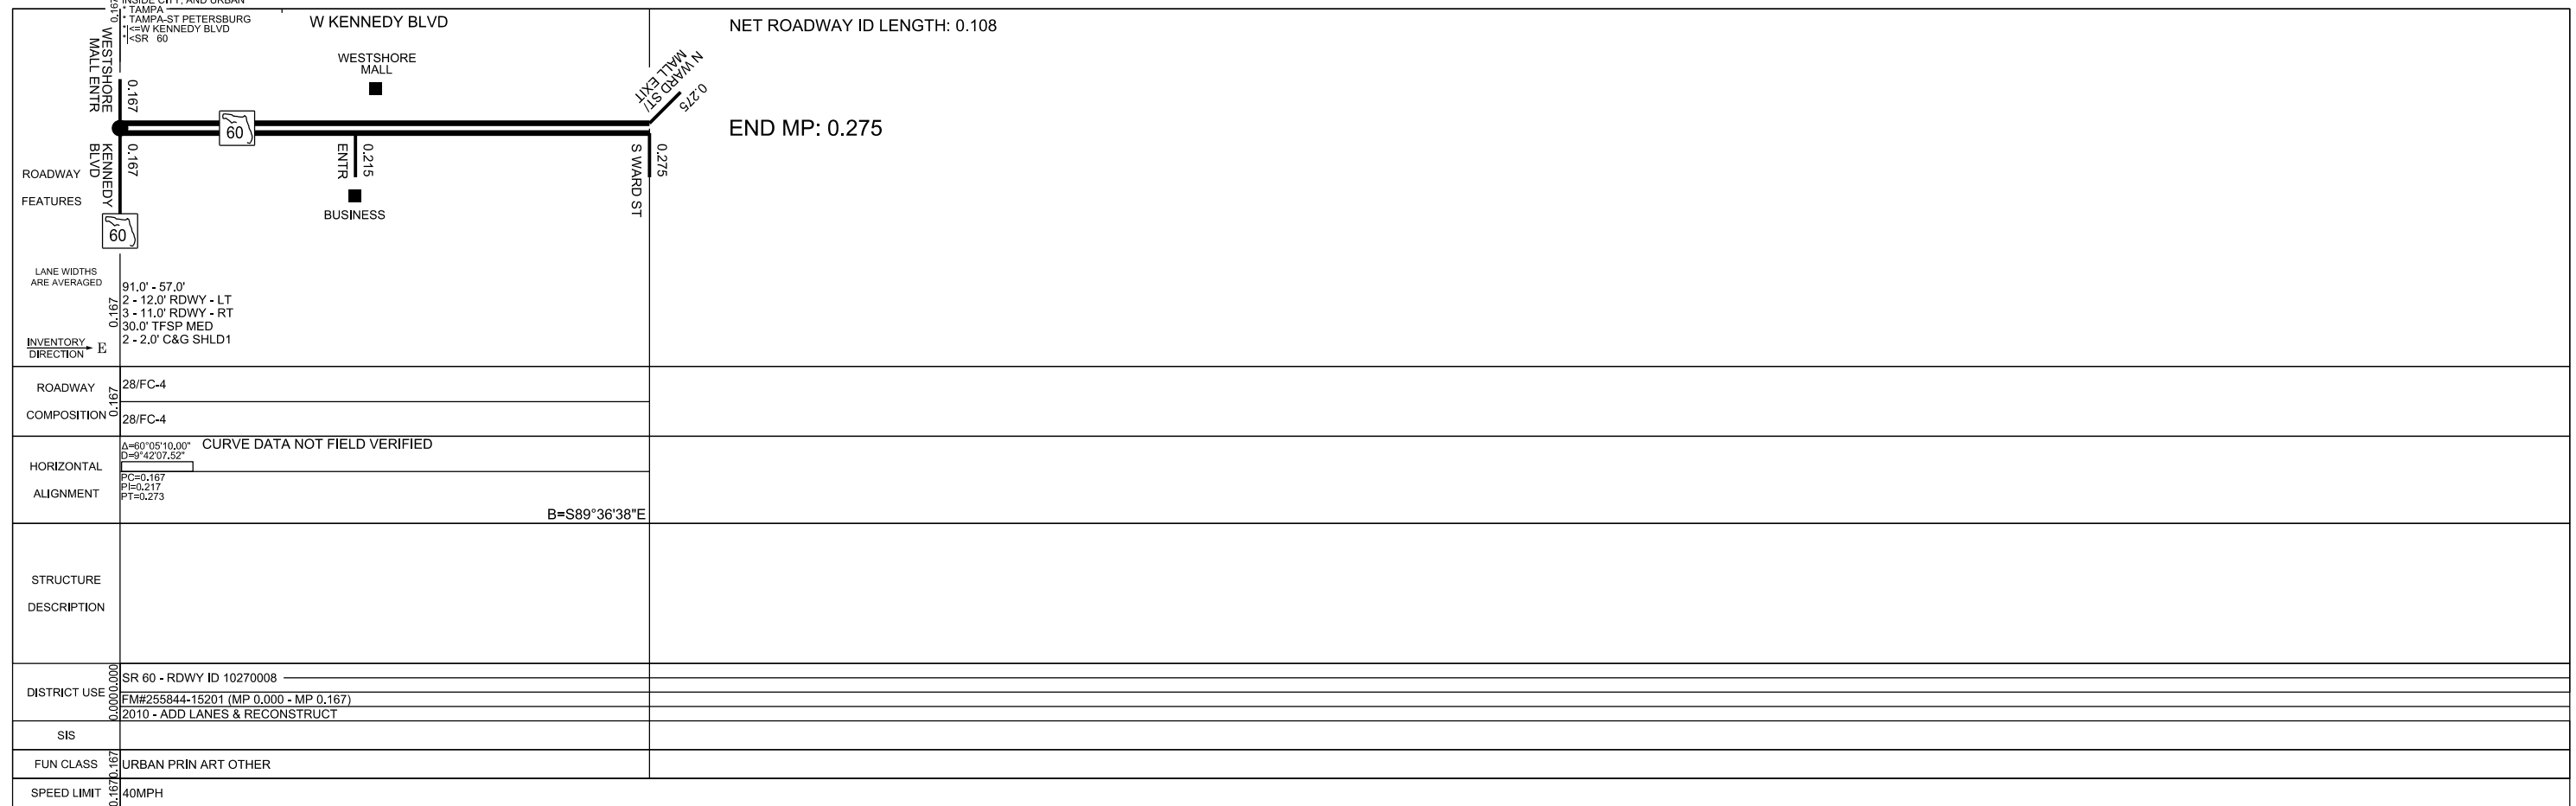 INSIDE CITY, AND URBAN
* TAMPA
* TAMPA-ST PETERSBURG
*<=W KENNEDY BLVD
*<SR 60
0.167
W KENNEDY BLVD
NET ROADWAY ID LENGTH: 0.108
WESTSHORE
MALL ENTR
0.167
WESTSHORE
MALL
N WARD ST/
MALL EXIT
0.275
60
END MP: 0.275
KENNEDY
BLVD
0.167
ENTR
0.215
S WARD ST
0.275
ROADWAY
FEATURES
BUSINESS
60
LANE WIDTHS
ARE AVERAGED
0.167
91.0' - 57.0'
2 - 12.0' RDWY - LT
3 - 11.0' RDWY - RT
30.0' TFSP MED
2 - 2.0' C&G SHLD1
INVENTORY
DIRECTION
E
ROADWAY
COMPOSITION
0.167
28/FC-4
28/FC-4
HORIZONTAL
ALIGNMENT
Δ=60°05'10.00"
D=9°42'07.52"
CURVE DATA NOT FIELD VERIFIED
PC=0.167
PI=0.217
PT=0.273
B=S89°36'38"E
STRUCTURE
DESCRIPTION
DISTRICT USE
0.000
0.000
SR 60 - RDWY ID 10270008
FM#255844-15201 (MP 0.000 - MP 0.167)
2010 - ADD LANES & RECONSTRUCT
SIS
FUN CLASS
0.167
URBAN PRIN ART OTHER
SPEED LIMIT
0.167
40MPH